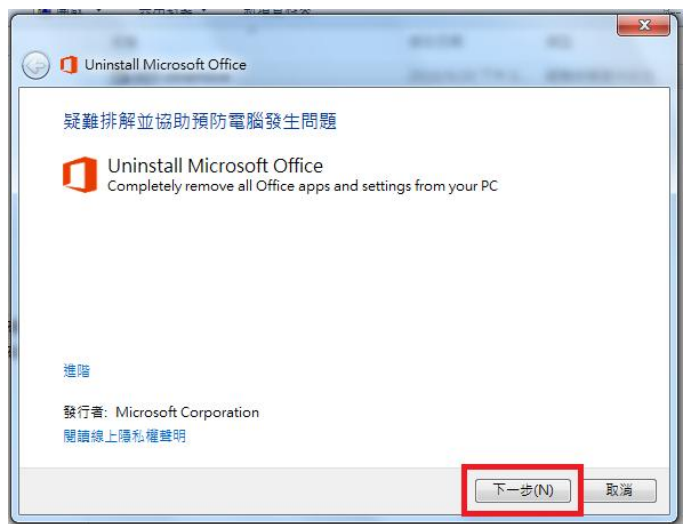 Uninstall Microsoft Office
疑難排解並協助預防電腦發生問題
Uninstall Microsoft Office
Completely remove all Office apps and settings from your PC
進階
發行者: Microsoft Corporation
閱讀線上隱私權聲明
下一步(N)
取消